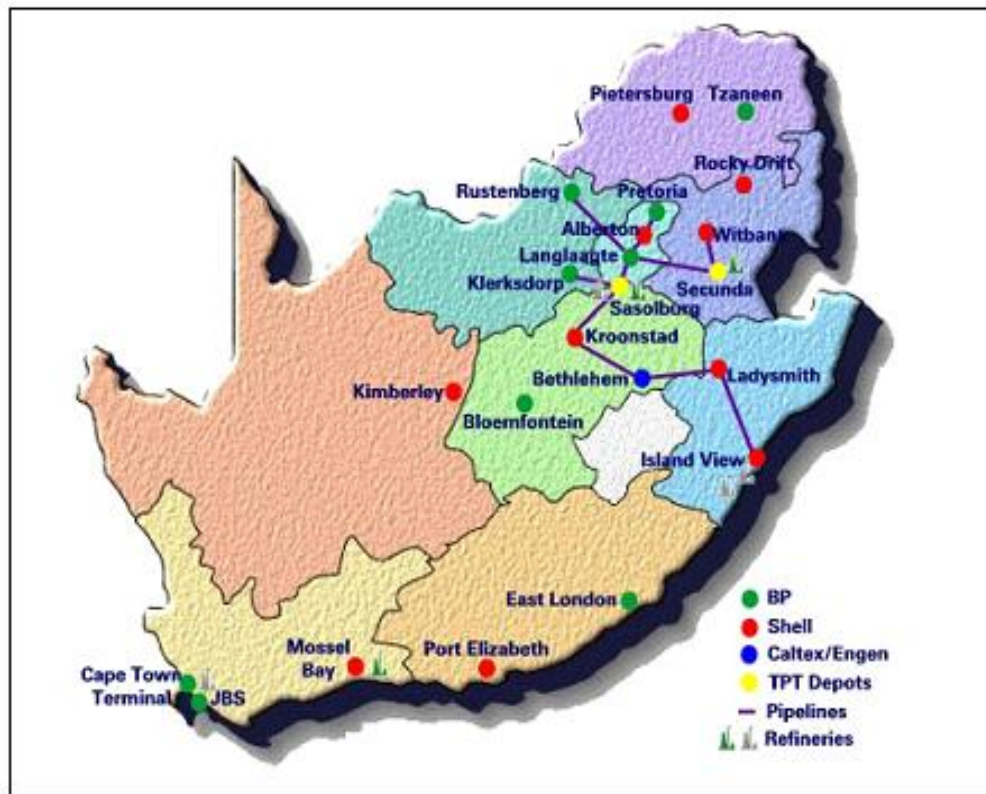 Pietersburg Tzaneen
Rocky Drift
Rustenberg Pretoria
Alberton Witbank
Langlaagte
Klerksdorp Secunda
Sasolburg
Kroonstad
Bethlehem Ladysmith
Kimberley
Bloemfontein
Island View
East London
Mossel
Bay
Port Elizabeth
Cape Town
Terminal JBS
BP
Shell
Caltex/Engen
TPT Depots
Pipelines
Refineries